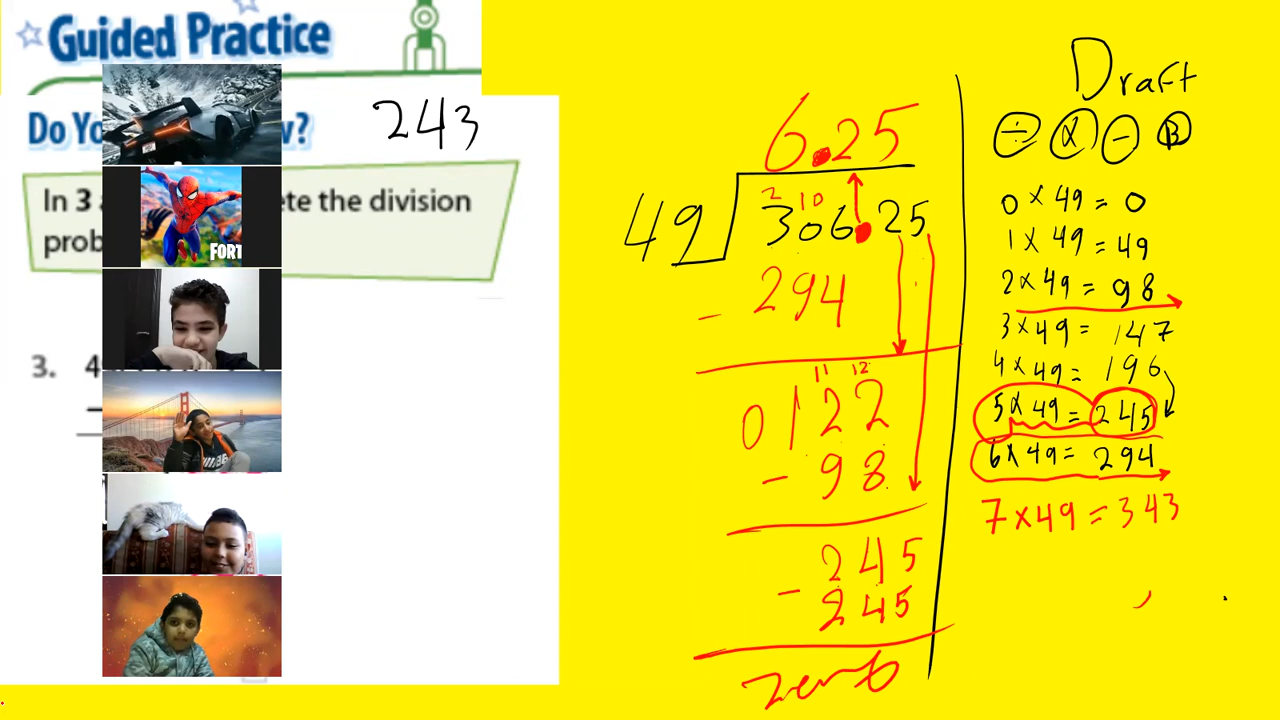 Guided Practice
Do Yo
w?
243
In 3
ete the division
prob
FORT
3. 4
6.25
2 10
49 306.25
294
-
11 12
0122
- 98
245
- 245
zero
Draft
÷ × - B
0 × 49 = 0
1 × 49 = 49
2 × 49 = 98
3 × 49 = 147
4 × 49 = 196
5 × 49 = 245
6 × 49 = 294
7 × 49 = 343